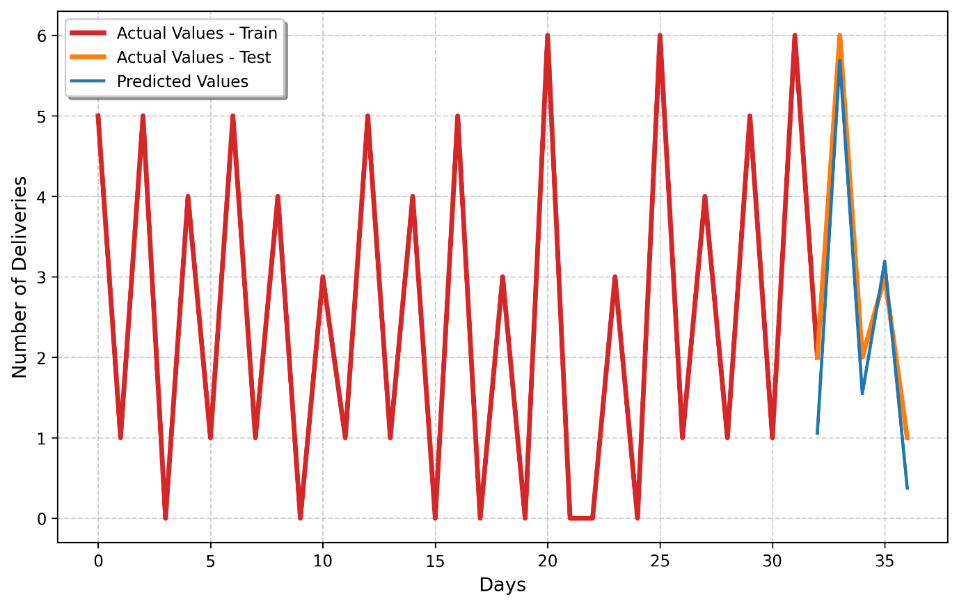 Actual Values - Train
Actual Values - Test
Predicted Values
Number of Deliveries
6
5
4
3
2
1
0
0 5 10 15 20 25 30 35
Days